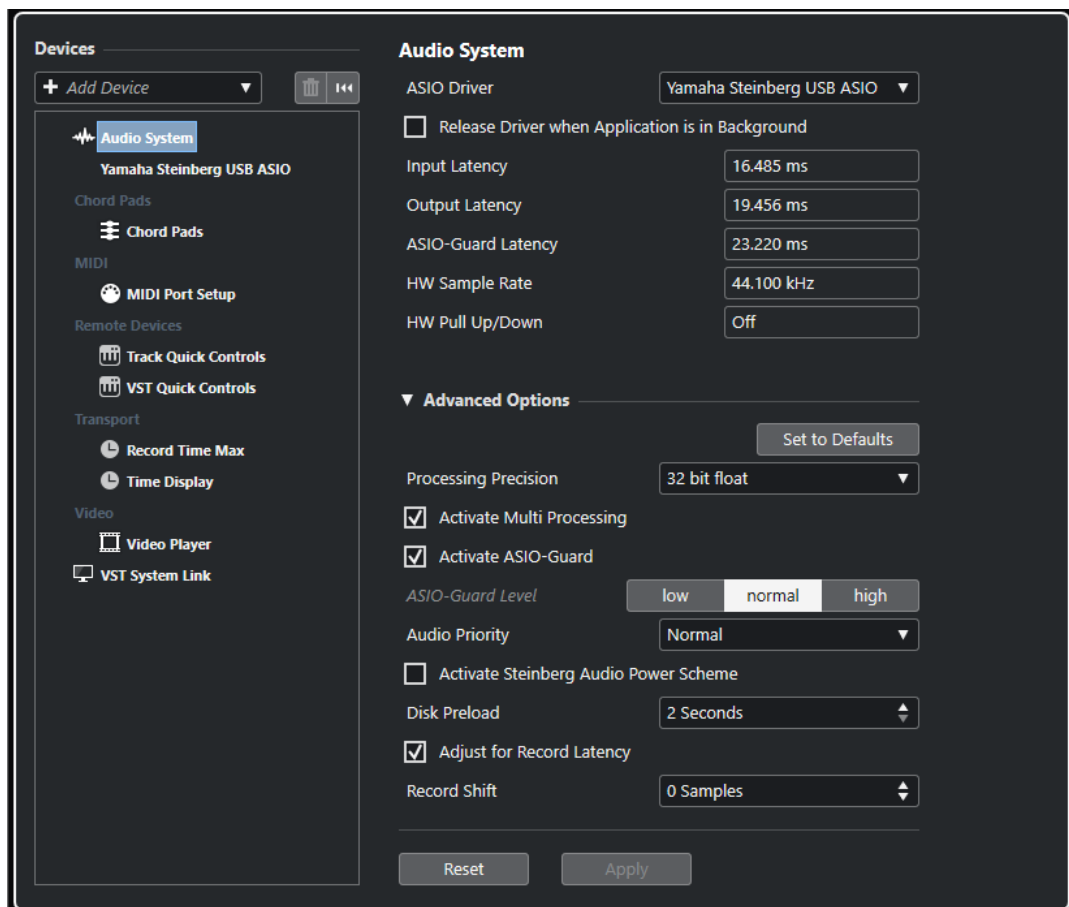 Devices
Add Device
Audio System
Yamaha Steinberg USB ASIO
Chord Pads
Chord Pads
MIDI
MIDI Port Setup
Remote Devices
Track Quick Controls
VST Quick Controls
Transport
Record Time Max
Time Display
Video
Video Player
VST System Link
Audio System
ASIO Driver Yamaha Steinberg USB ASIO
Release Driver when Application is in Background
Input Latency 16.485 ms
Output Latency 19.456 ms
ASIO-Guard Latency 23.220 ms
HW Sample Rate 44.100 kHz
HW Pull Up/Down Off
Advanced Options
Set to Defaults
Processing Precision 32 bit float
Activate Multi Processing
Activate ASIO-Guard
ASIO-Guard Level low normal high
Audio Priority Normal
Activate Steinberg Audio Power Scheme
Disk Preload 2 Seconds
Adjust for Record Latency
Record Shift 0 Samples
Reset Apply